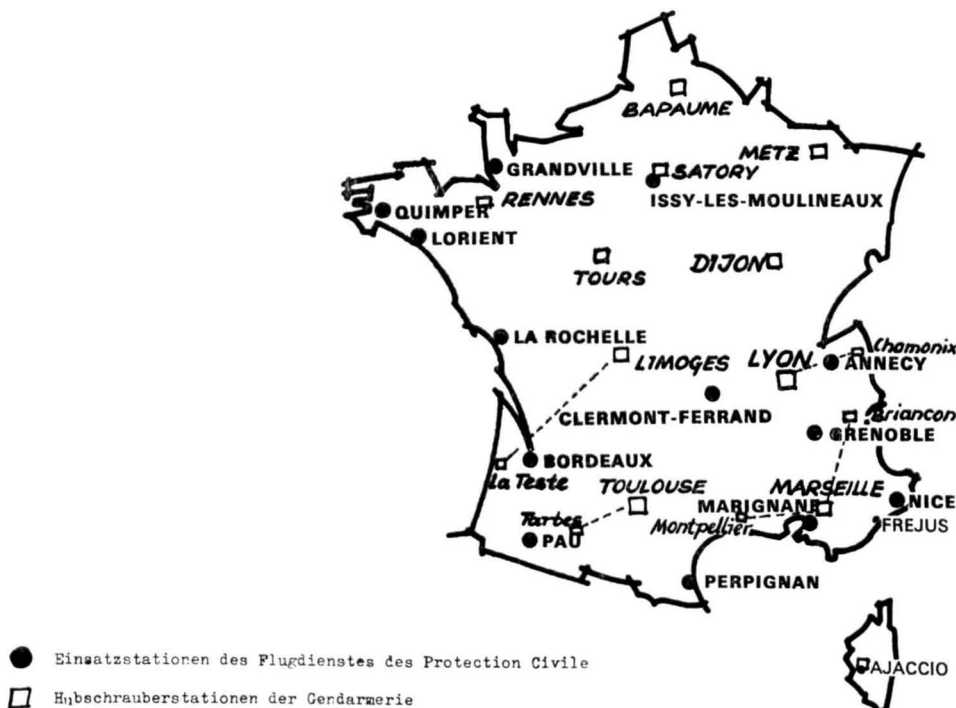 BAPAUME
METZ
GRANDVILLE
SATORY
ISSY-LES-MOULINEAUX
RENNES
QUIMPER
LORIENT
TOURS
DIJON
LA ROCHELLE
LIMOGES
LYON
Chamonix
ANNECY
CLERMONT-FERRAND
Briancon
GRENOBLE
BORDEAUX
La Teste
TOULOUSE
MARSEILLE
MARIGNANE
NICE
Tarbes
Montpellier
FREJUS
PAU
PERPIGNAN
AJACCIO
Einsatzstationen des Flugdienstes des Protection Civile
Hubschrauberstationen der Gendarmerie